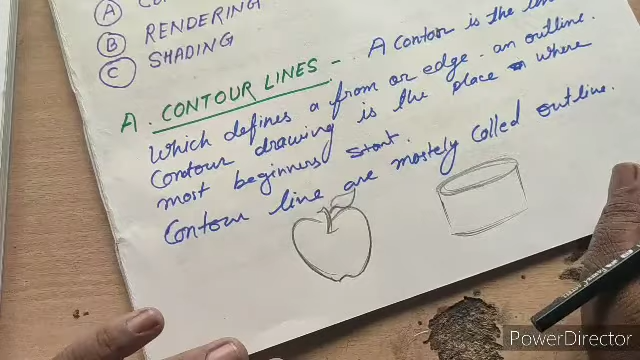 A
B RENDERING
C SHADING
A. CONTOUR LINES - A Contour is the
Which defines a from or edge. an outline.
Contour drawing is the place where
most beginners start.
Contour line are mostely Called outline.
PowerDirector